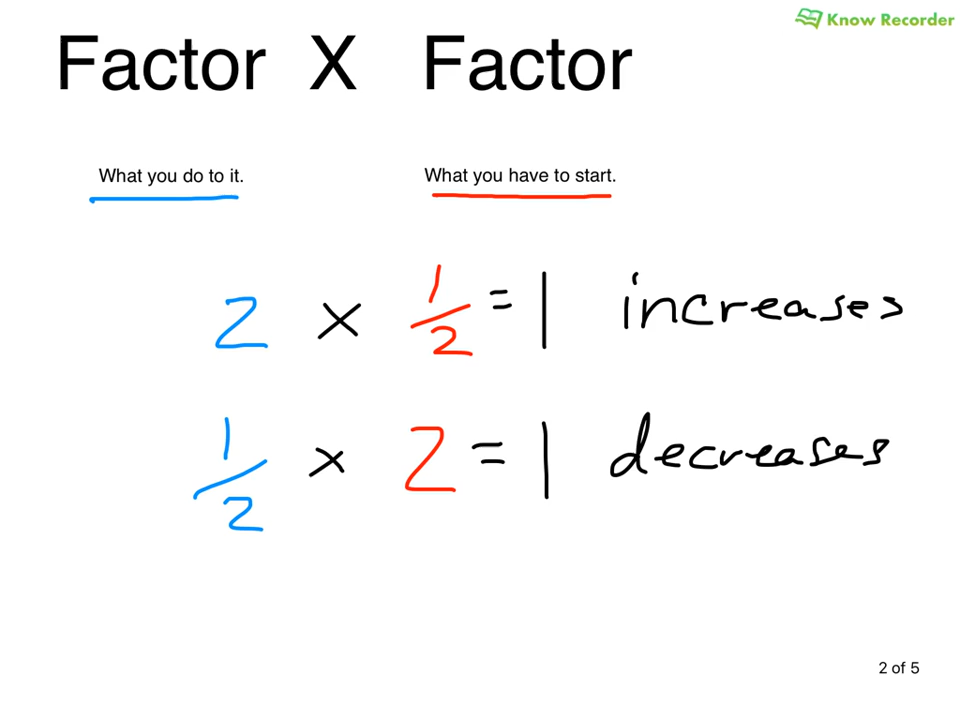 Know Recorder
Factor X Factor
What you do to it. What you have to start.
2 × 1/2 = 1 increases
1/2 × 2 = 1 decreases
2 of 5